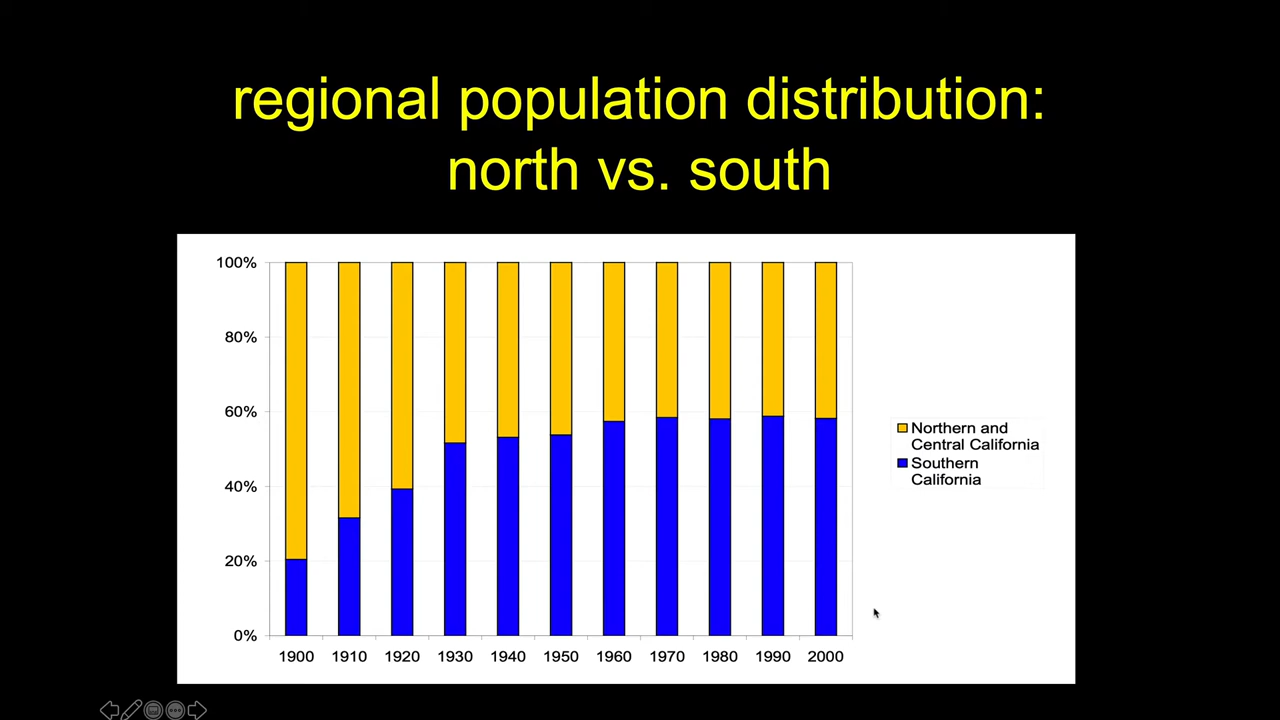 regional population distribution:
north vs. south
100%
80%
60%
40%
20%
0%
1900 1910 1920 1930 1940 1950 1960 1970 1980 1990 2000
Northern and
Central California
Southern
California